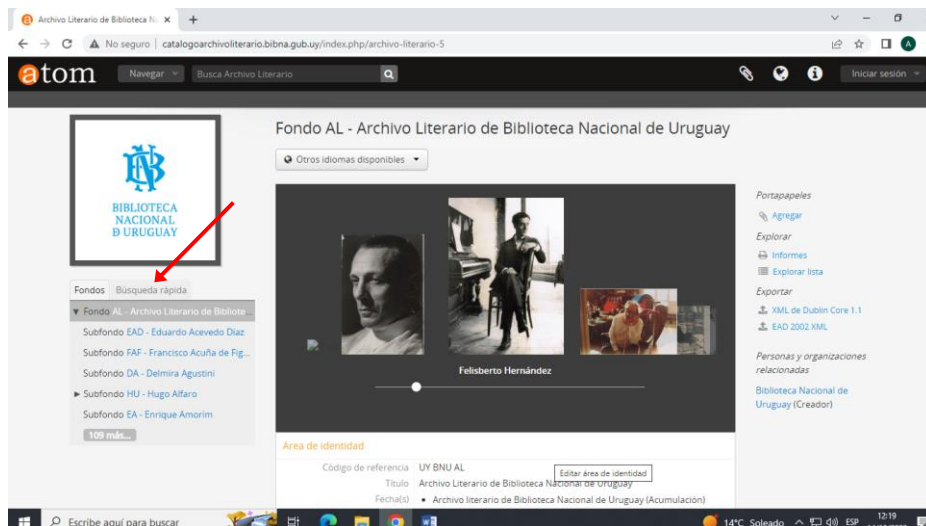 Archivo Literario de Biblioteca N
No seguro | catalogoarchivoliterario.bibna.gub.uy/index.php/archivo-literario-5
A
atom
Navegar
Busca Archivo Literario
Iniciar sesión
BIBLIOTECA
NACIONAL
D URUGUAY
Fondos Búsqueda rápida
Fondo AL - Archivo Literario de Bibliote...
Subfondo EAD - Eduardo Acevedo Díaz
Subfondo FAF - Francisco Acuña de Fig...
Subfondo DA - Delmira Agustini
Subfondo HU - Hugo Alfaro
Subfondo EA - Enrique Amorim
109 más...
Fondo AL - Archivo Literario de Biblioteca Nacional de Uruguay
Otros idiomas disponibles
Felisberto Hernández
Área de identidad
Código de referencia UY BNU AL
Editar área de identidad
Título Archivo Literario de Biblioteca Nacional de Uruguay
Fecha(s) • Archivo literario de Biblioteca Nacional de Uruguay (Acumulación)
Portapapeles
Agregar
Explorar
Informes
Explorar lista
Exportar
XML de Dublin Core 1.1
EAD 2002 XML
Personas y organizaciones
relacionadas
Biblioteca Nacional de
Uruguay (Creador)
Escribe aquí para buscar
14°C Soleado
ESP
12:19